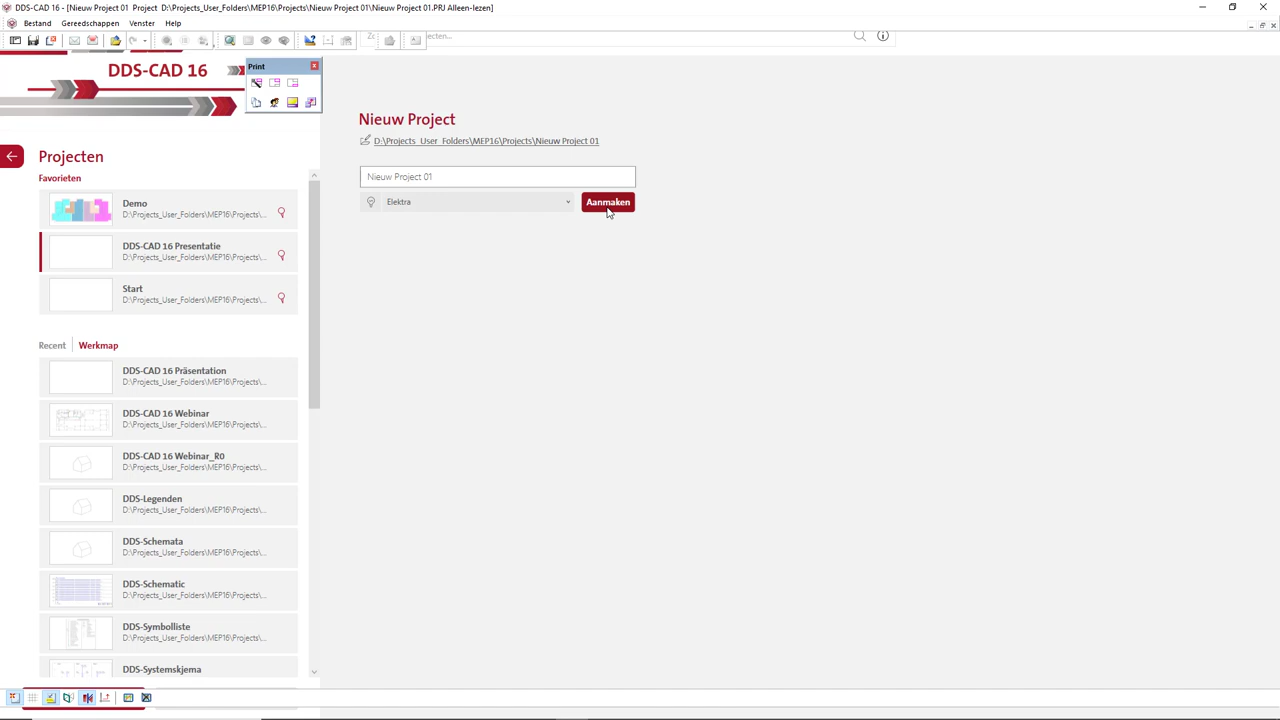 DDS-CAD 16 - [Nieuw Project 01  Project  D:\Projects_User_Folders\MEP16\Projects\Nieuw Project 01\Nieuw Project 01.PRJ Alleen-lezen]
Bestand Gereedschappen Venster Help
ecten...
DDS-CAD 16
Print
Nieuw Project
D:\Projects_User_Folders\MEP16\Projects\Nieuw Project 01
Nieuw Project 01
Elektra
Aanmaken
Projecten
Favorieten
Demo
D:\Projects_User_Folders\MEP16\Projects\...
DDS-CAD 16 Presentatie
D:\Projects_User_Folders\MEP16\Projects\...
Start
D:\Projects_User_Folders\MEP16\Projects\...
Recent Werkmap
DDS-CAD 16 Präsentation
D:\Projects_User_Folders\MEP16\Projects\...
DDS-CAD 16 Webinar
D:\Projects_User_Folders\MEP16\Projects\...
DDS-CAD 16 Webinar_R0
D:\Projects_User_Folders\MEP16\Projects\...
DDS-Legenden
D:\Projects_User_Folders\MEP16\Projects\...
DDS-Schemata
D:\Projects_User_Folders\MEP16\Projects\...
DDS-Schematic
D:\Projects_User_Folders\MEP16\Projects\...
DDS-Symbolliste
D:\Projects_User_Folders\MEP16\Projects\...
DDS-Systemskjema